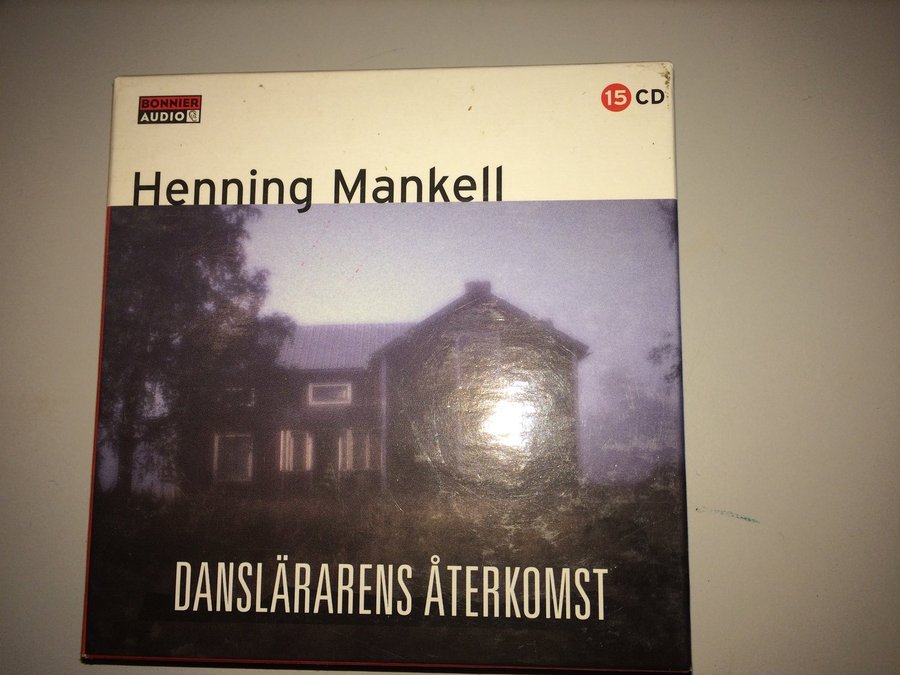 BONNIER
AUDIO
15 CD
Henning Mankell
DANSLÄRARENS ÅTERKOMST